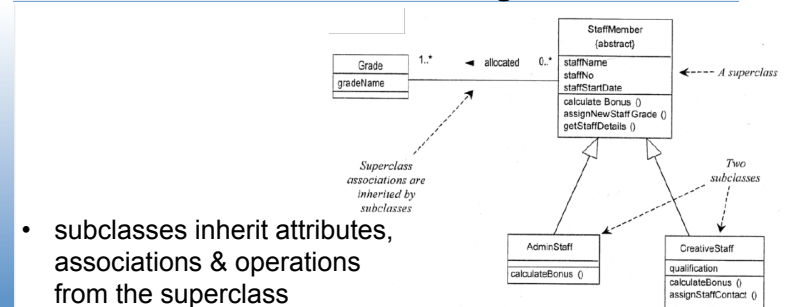 StaffMember
{abstract}
staffName
staffNo
staffStartDate
calculate Bonus ()
assignNewStaff Grade ()
getStaffDetails ()
A superclass
Grade
gradeName
1..*
◄ allocated
0..*
Superclass
associations are
inherited by
subclasses
Two
subclasses
AdminStaff
calculateBonus ()
CreativeStaff
qualification
calculateBonus ()
assignStaffContact ()
• subclasses inherit attributes,
associations & operations
from the superclass